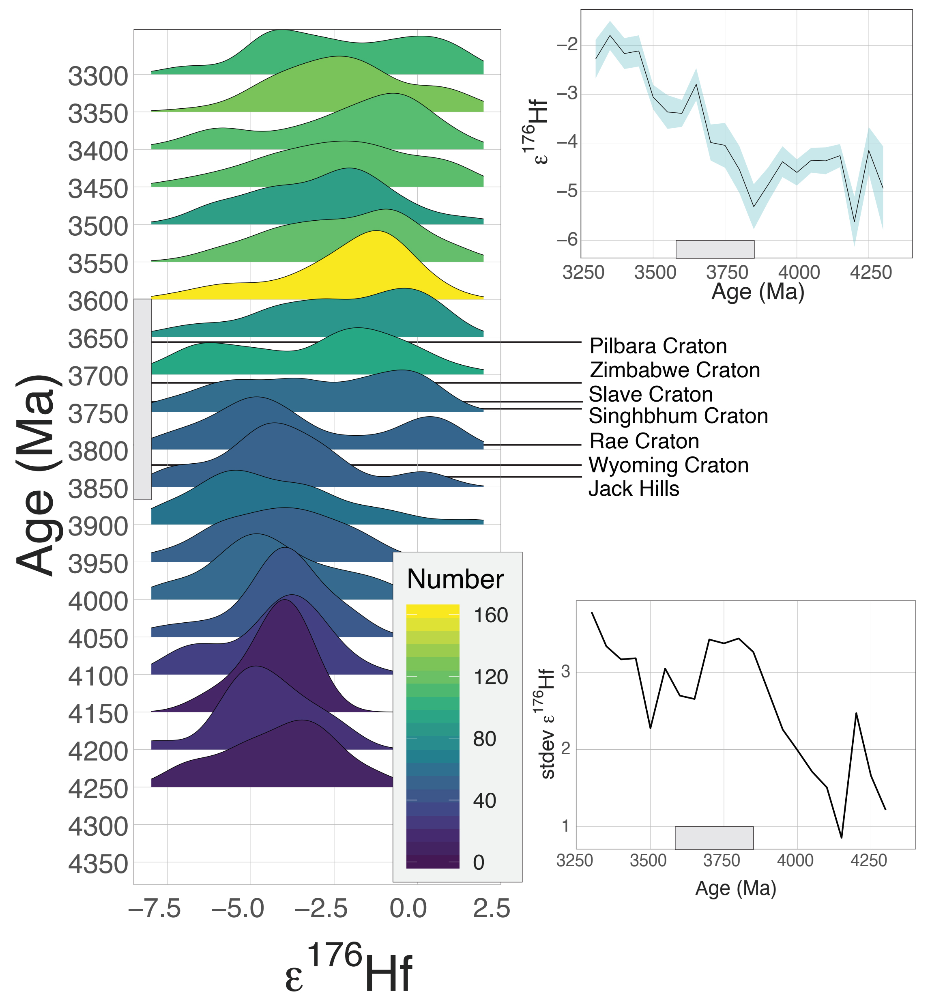 3300
3350
3400
3450
3500
3550
3600
3650
3700
3750
3800
3850
3900
3950
4000
4050
4100
4150
4200
4250
4300
4350
Age (Ma)
−7.5 −5.0 −2.5 0.0 2.5
ε176Hf
Number
160
120
80
40
0
−2
−3
−4
−5
−6
ε176Hf
3250 3500 3750 4000 4250
Age (Ma)
Pilbara Craton
Zimbabwe Craton
Slave Craton
Singhbhum Craton
Rae Craton
Wyoming Craton
Jack Hills
3
2
1
stdev ε176Hf
3250 3500 3750 4000 4250
Age (Ma)